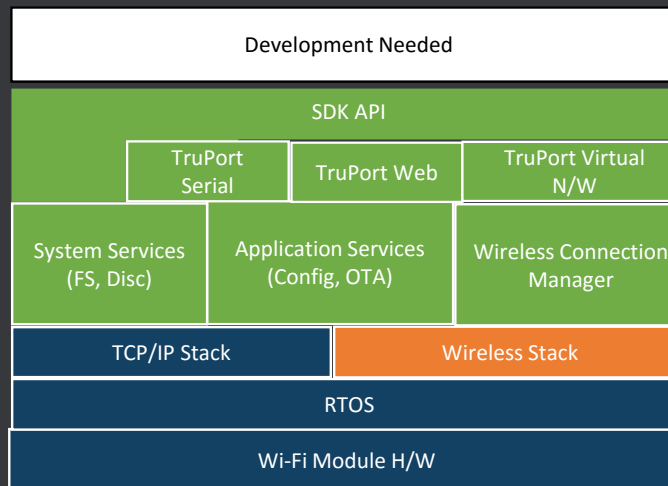 Development Needed
SDK API
TruPort
Serial
TruPort Web
TruPort Virtual
N/W
System Services
(FS, Disc)
Application Services
(Config, OTA)
Wireless Connection
Manager
TCP/IP Stack
Wireless Stack
RTOS
Wi-Fi Module H/W